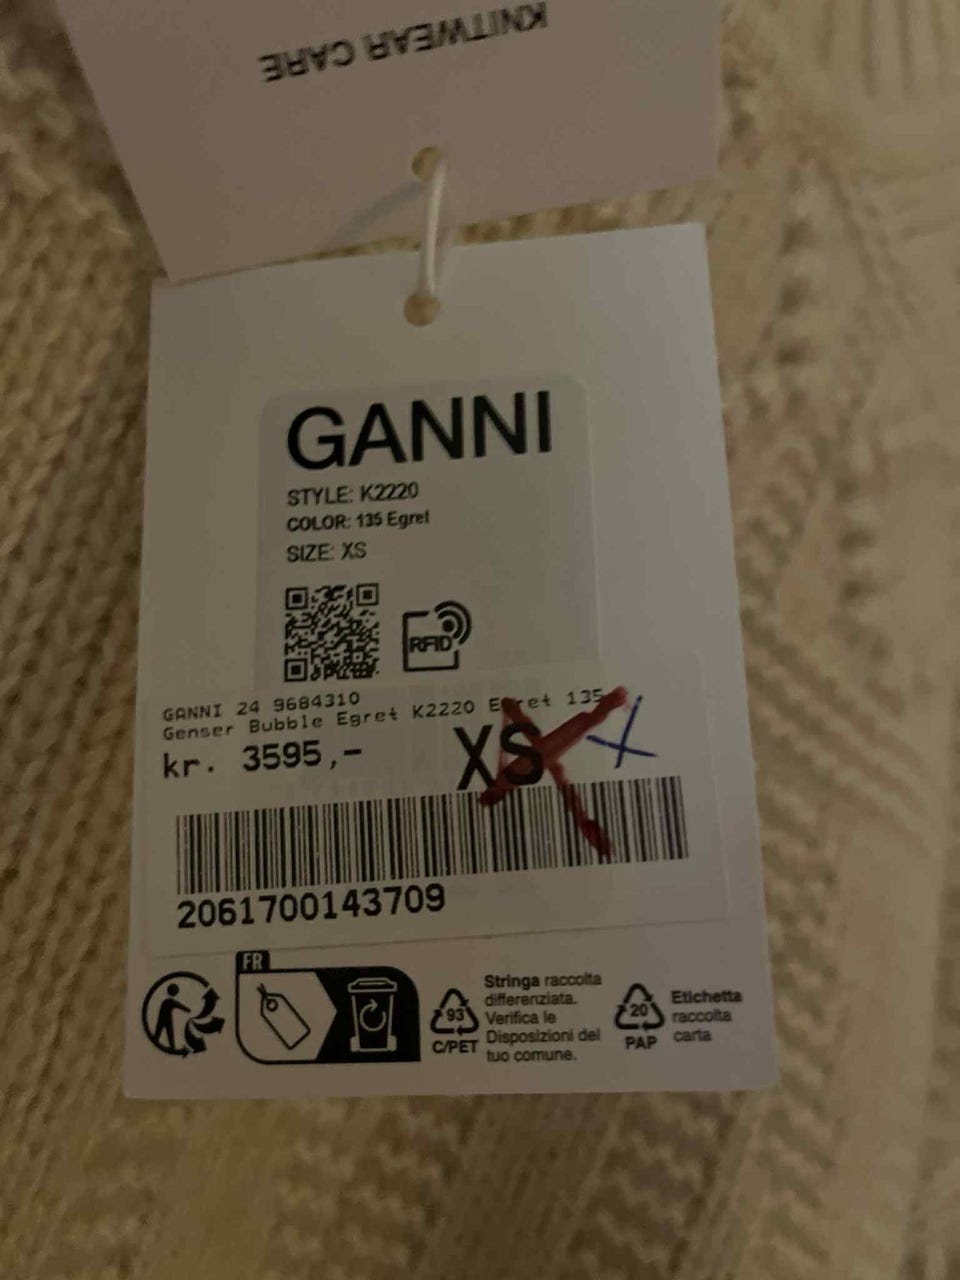 KNITWEAR CARE
GANNI
STYLE: K2220
COLOR: 135 Egret
SIZE: XS
RFID
GANNI 24 9684310
Genser Bubble Egret K2220 Egret 135
kr. 3595,-
XS
2061700143709
FR
93
C/PET
Stringa raccolta
differenziata.
Verifica le
Disposizioni del
tuo comune.
20
PAP
Etichetta
raccolta
carta